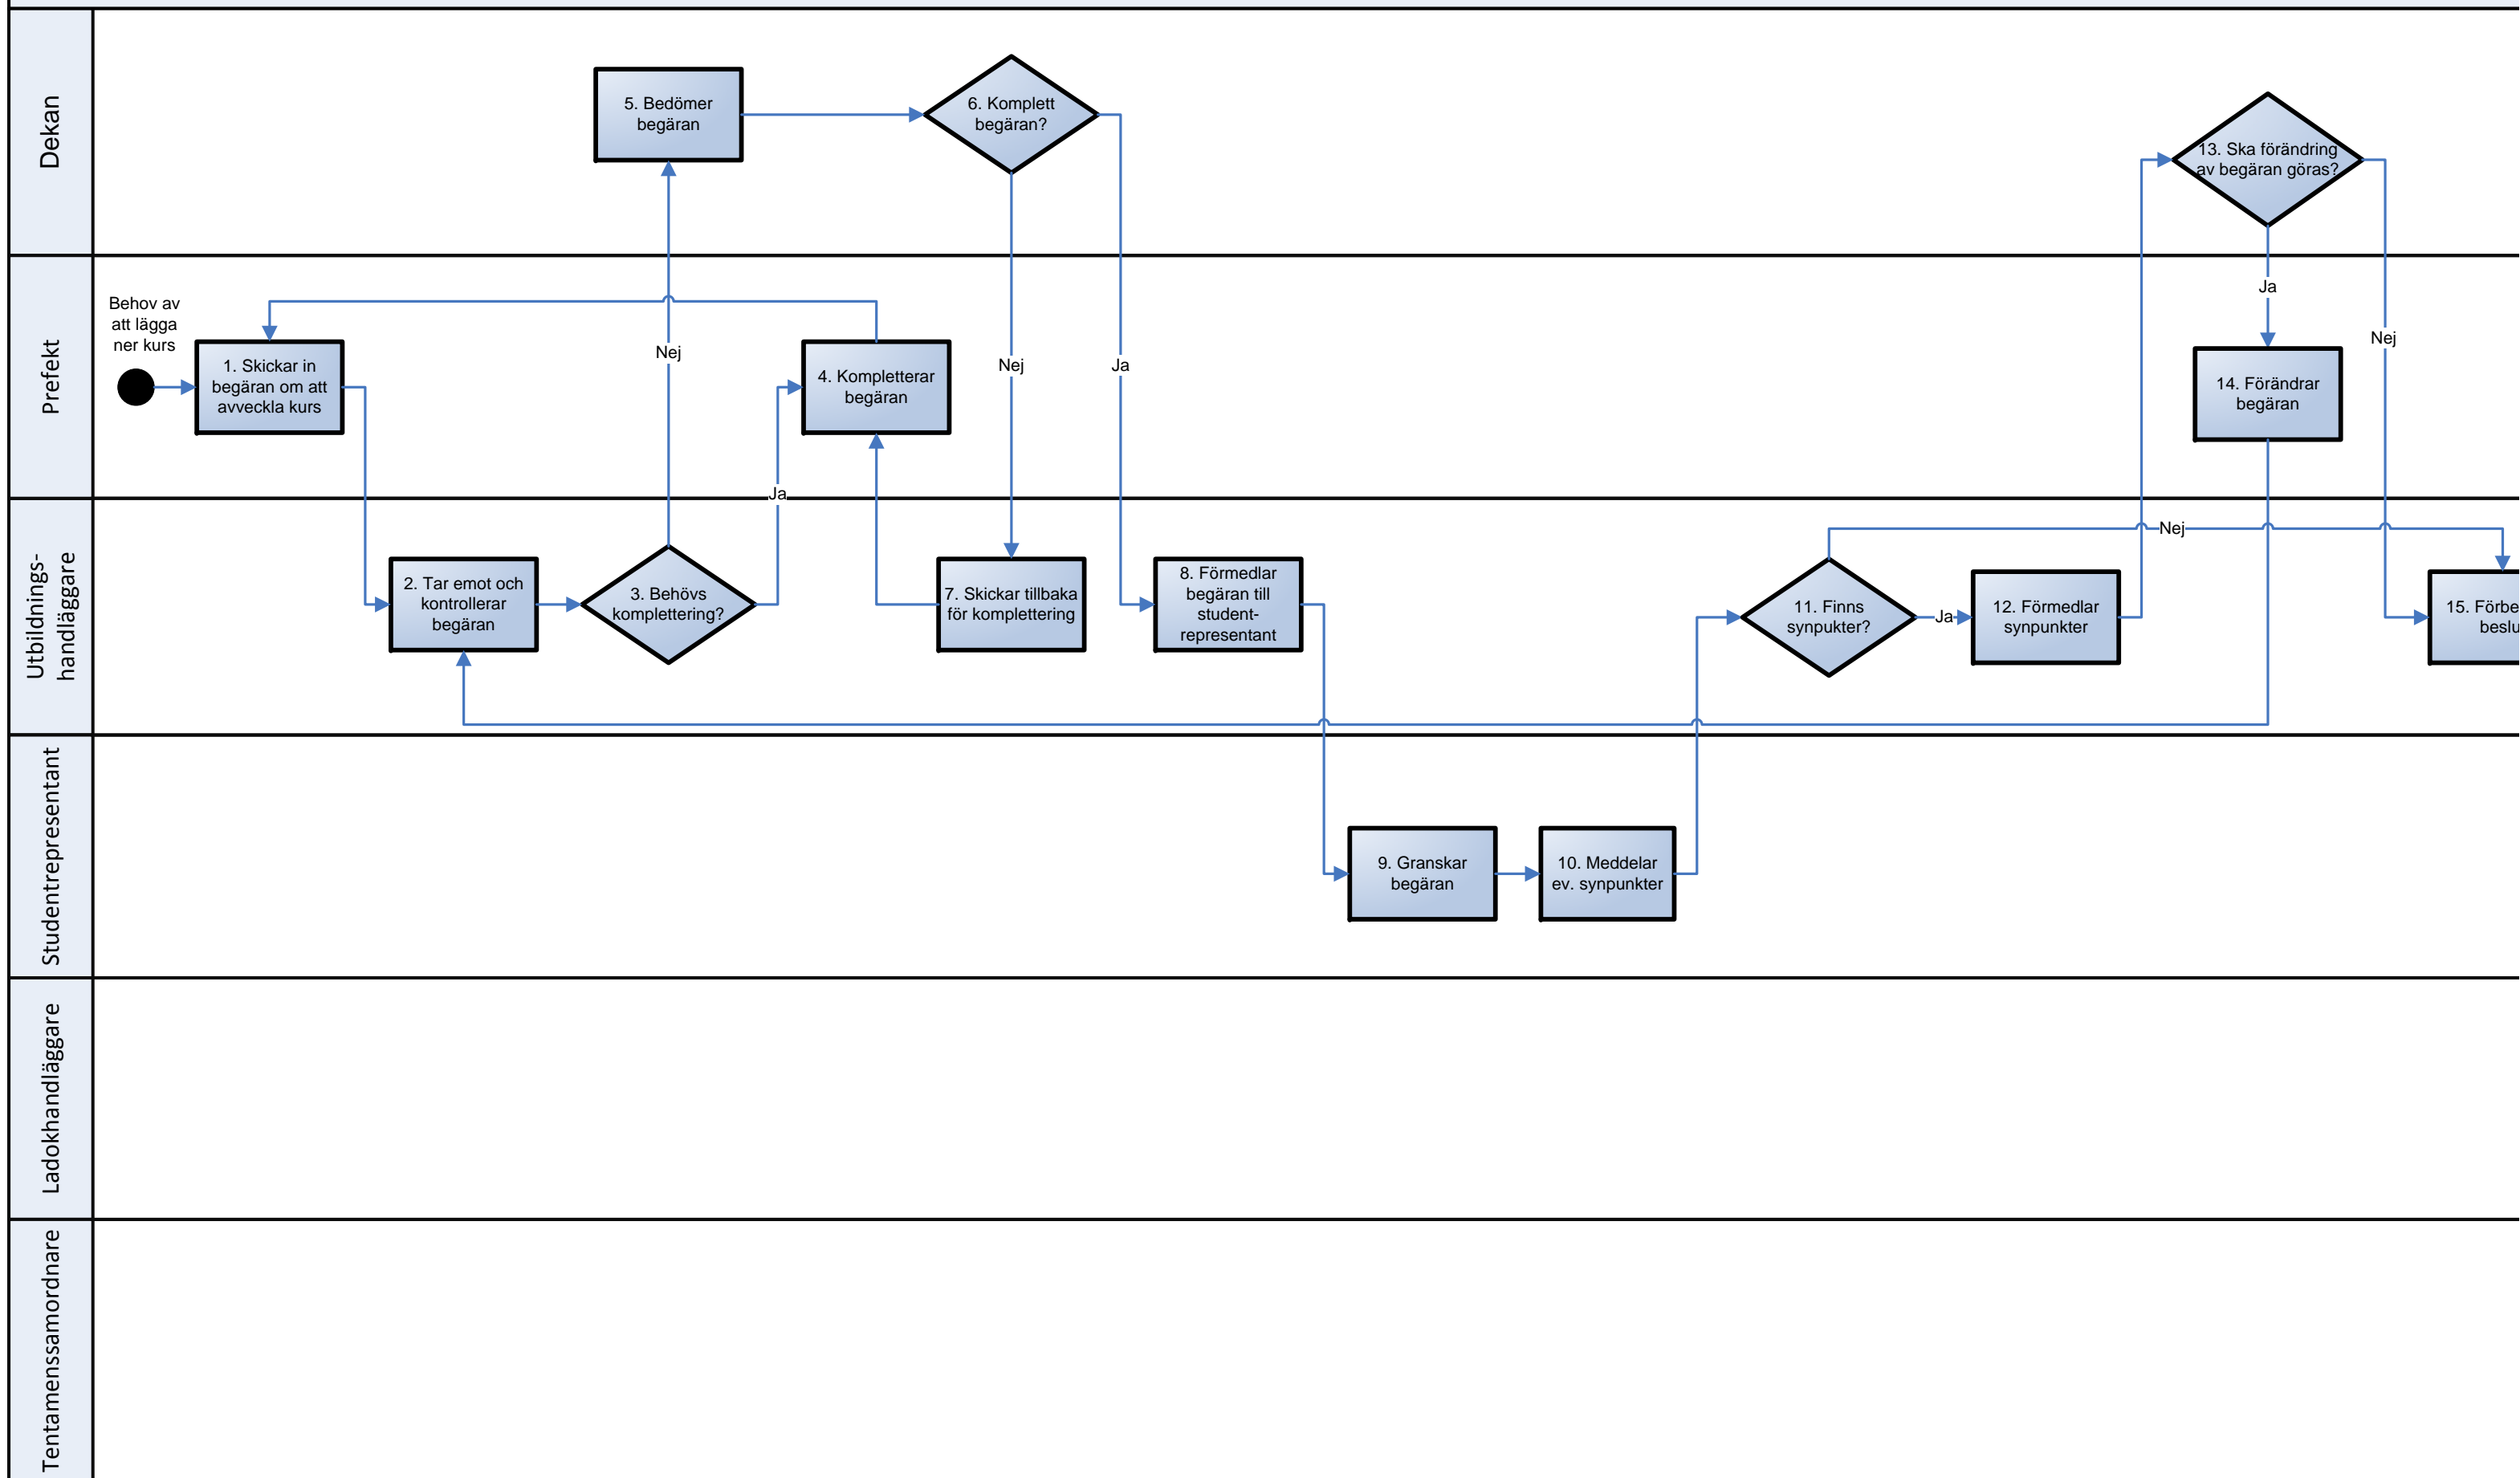 Dekan
5. Bedömer
begäran
6. Komplett
begäran?
13. Ska förändring
av begäran göras?
Prefekt
Behov av
att lägga
ner kurs
1. Skickar in
begäran om att
avveckla kurs
Nej
4. Kompletterar
begäran
Nej
Ja
Ja
14. Förändrar
begäran
Nej
Ja
Utbildnings-
handläggare
2. Tar emot och
kontrollerar
begäran
3. Behövs
komplettering?
7. Skickar tillbaka
för komplettering
8. Förmedlar
begäran till
student-
representant
11. Finns
synpukter?
Ja
12. Förmedlar
synpunkter
Nej
15. Förbe
beslu
Studentrepresentant
9. Granskar
begäran
10. Meddelar
ev. synpunkter
Ladokhandläggare
Tentamenssamordnare